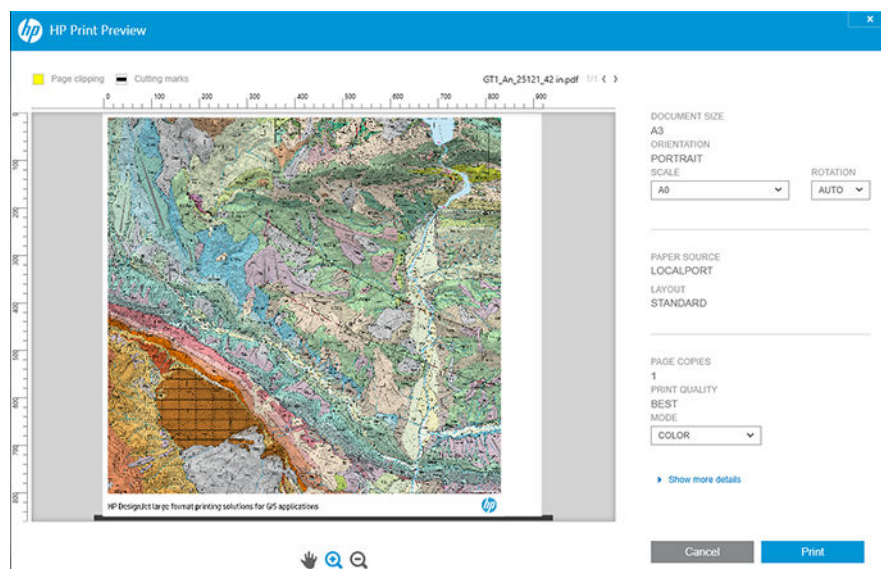 hp HP Print Preview x
Page clipping Cutting marks GT1_An_25121_42 in.pdf 1/1
0 100 200 300 400 500 600 700 800 900
0
100
200
300
400
500
600
700
800
HP DesignJet large format printing solutions for GIS applications hp
DOCUMENT SIZE
A3
ORIENTATION
PORTRAIT
SCALE ROTATION
A0 AUTO
PAPER SOURCE
LOCALPORT
LAYOUT
STANDARD
PAGE COPIES
1
PRINT QUALITY
BEST
MODE
COLOR
Show more details
Cancel Print